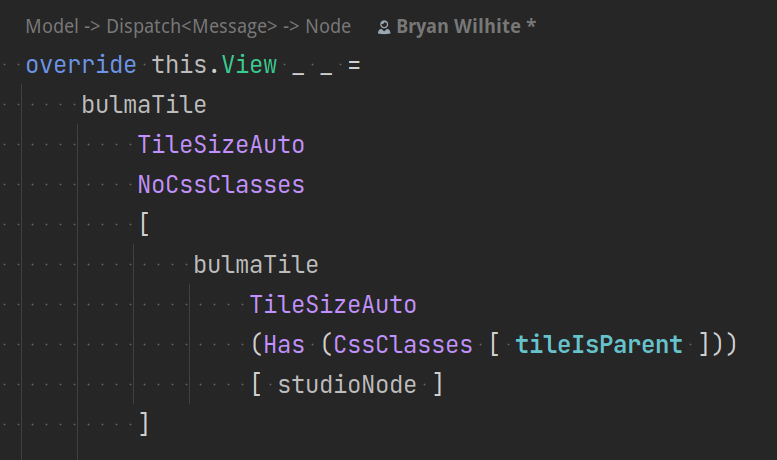 Model -> Dispatch<Message> -> Node Bryan Wilhite *
override this.View _ _ =
    bulmaTile
        TileSizeAuto
        NoCssClasses
        [
            bulmaTile
                TileSizeAuto
                (Has (CssClasses [ tileIsParent ]))
                [ studioNode ]
        ]